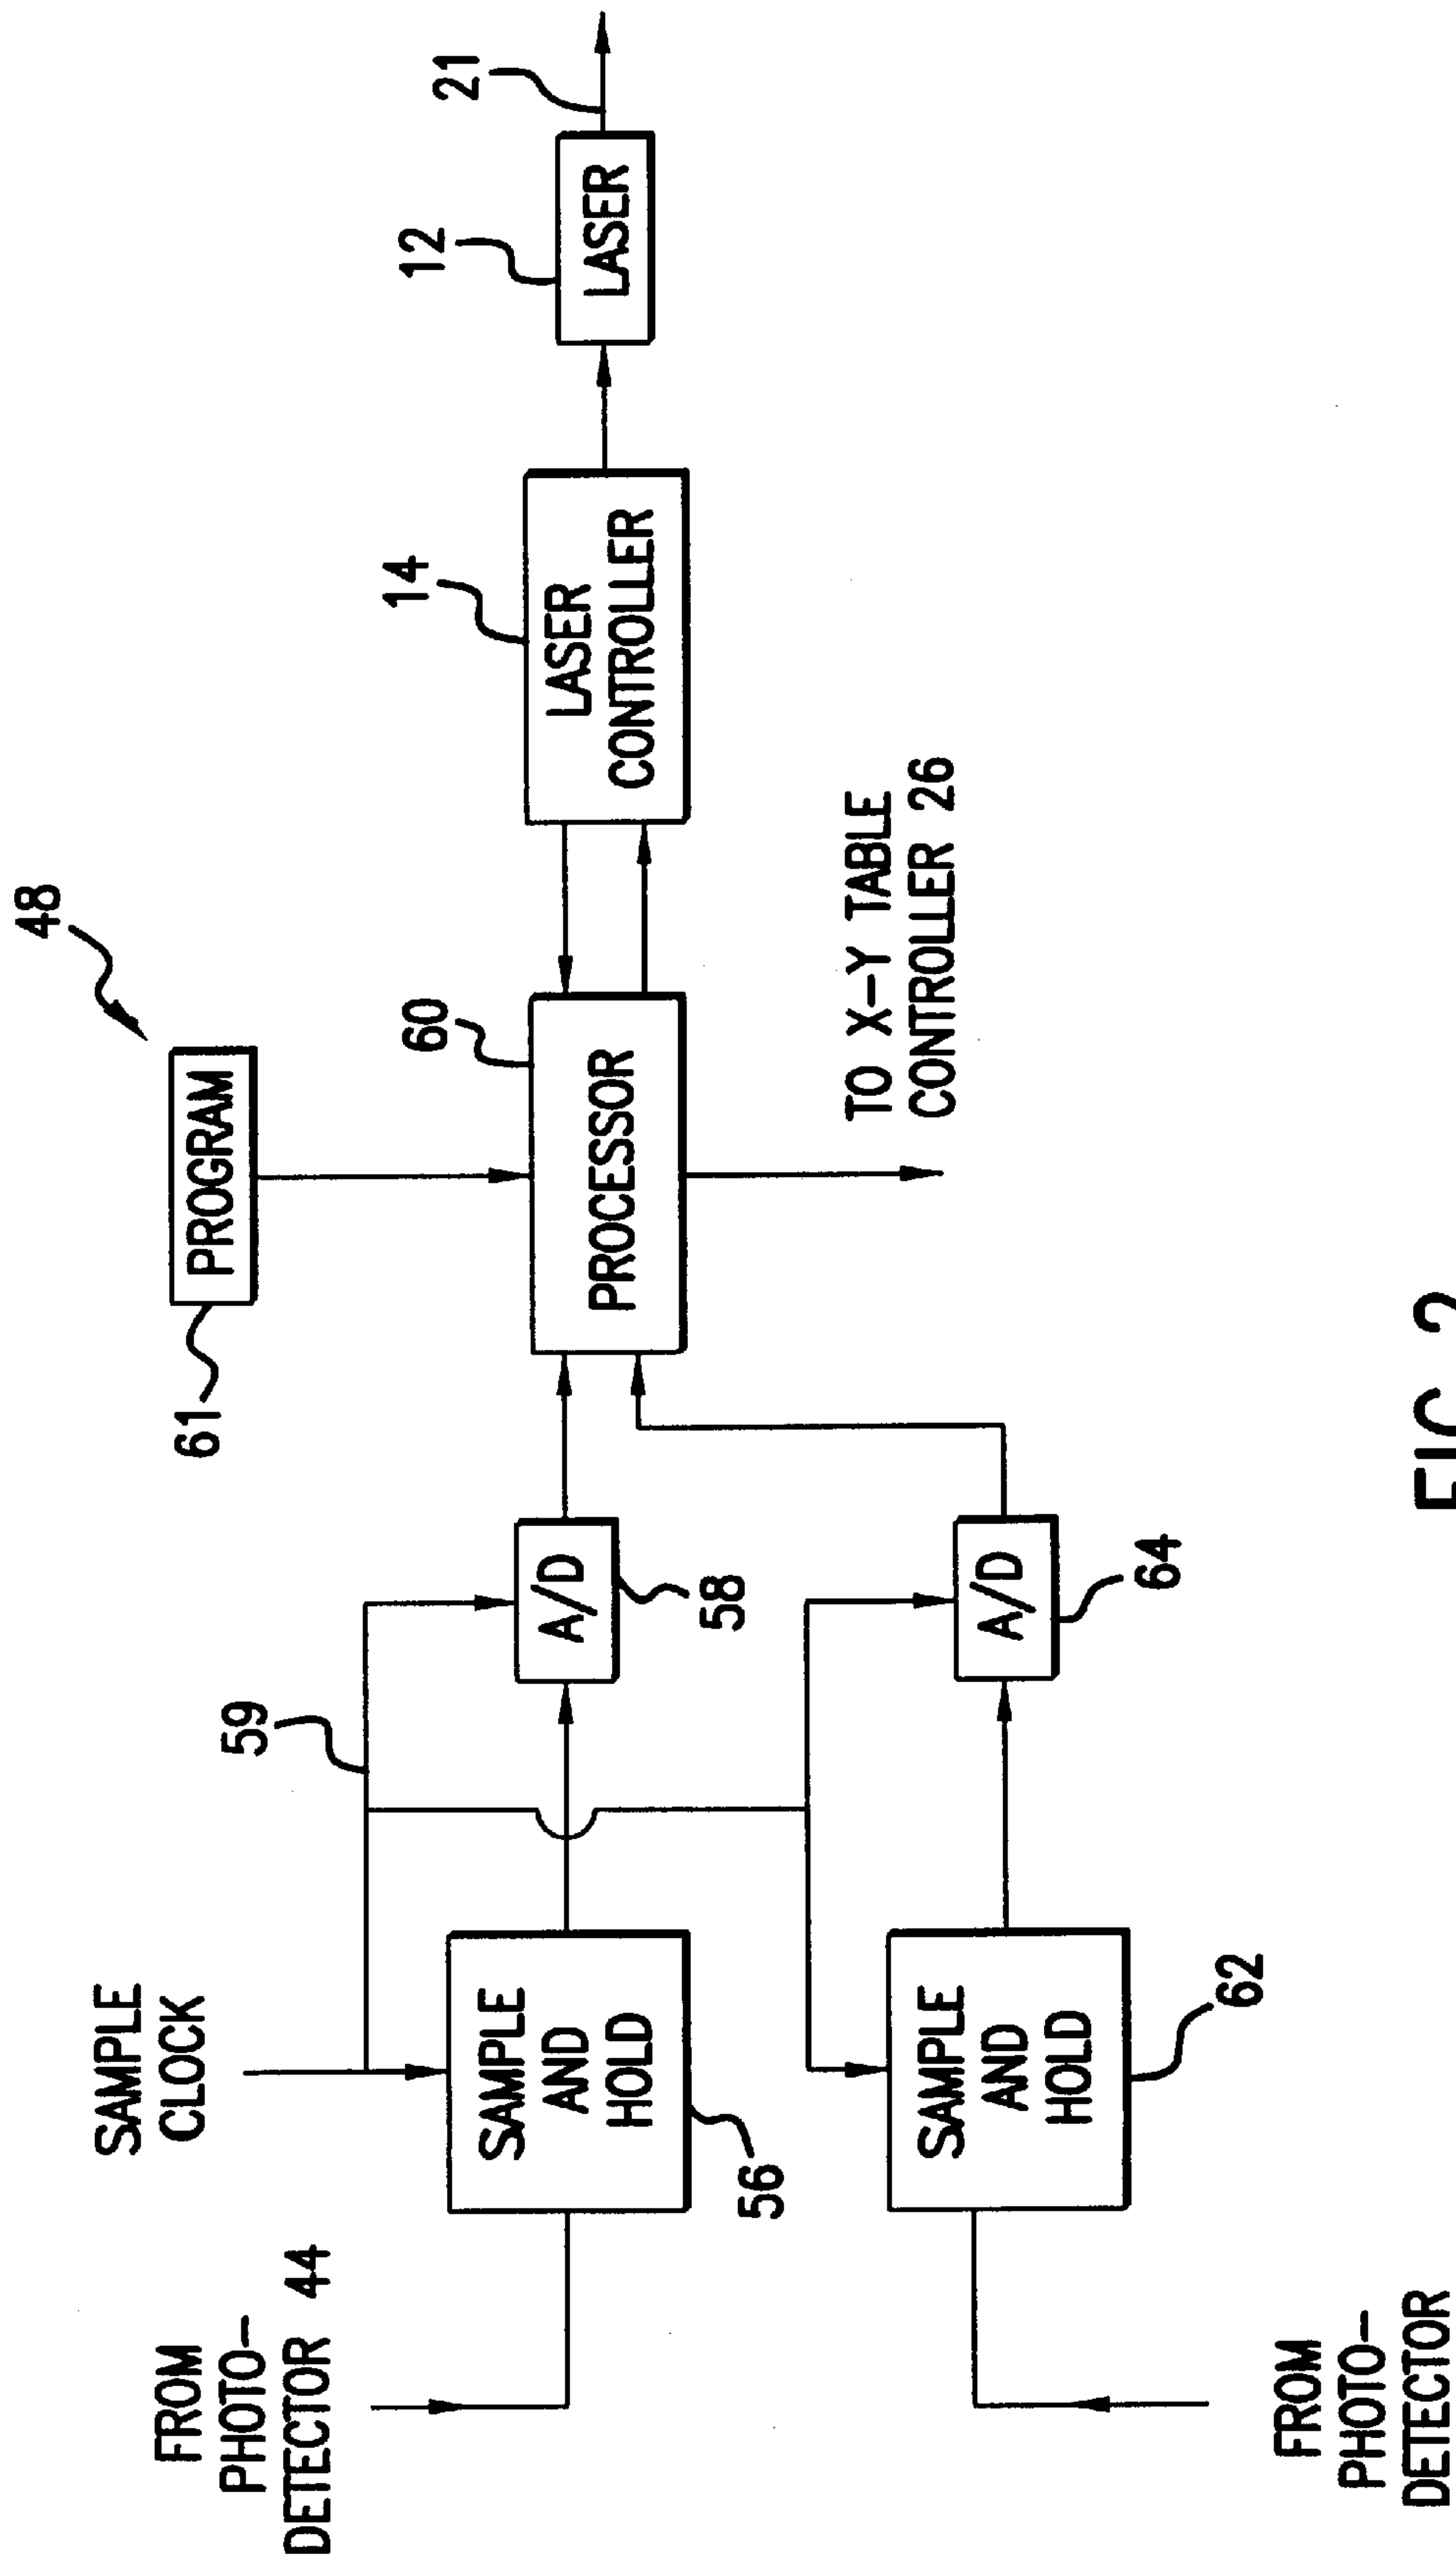 48
SAMPLE
CLOCK
61
PROGRAM
59
FROM
PHOTO-
DETECTOR 44
SAMPLE
AND
HOLD
56
A/D
58
60
PROCESSOR
14
LASER
CONTROLLER
12
LASER
21
TO X-Y TABLE
CONTROLLER 26
SAMPLE
AND
HOLD
62
A/D
64
FROM
PHOTO-
DETECTOR